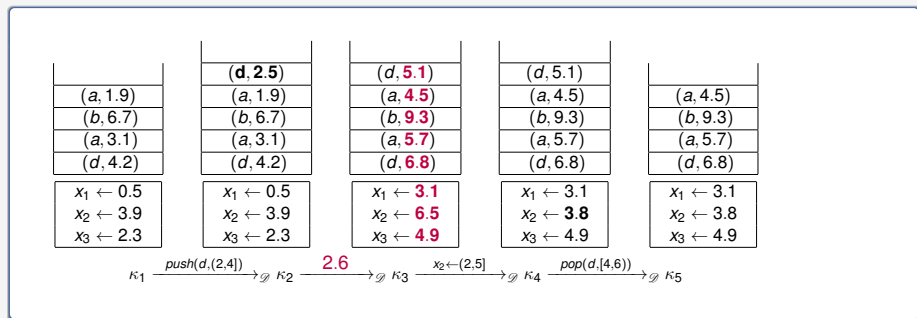 (d, 2.5) (d, 5.1) (d, 5.1)
(a, 1.9) (a, 1.9) (a, 4.5) (a, 4.5) (a, 4.5)
(b, 6.7) (b, 6.7) (b, 9.3) (b, 9.3) (b, 9.3)
(a, 3.1) (a, 3.1) (a, 5.7) (a, 5.7) (a, 5.7)
(d, 4.2) (d, 4.2) (d, 6.8) (d, 6.8) (d, 6.8)
x₁ ← 0.5 x₁ ← 0.5 x₁ ← 3.1 x₁ ← 3.1 x₁ ← 3.1
x₂ ← 3.9 x₂ ← 3.9 x₂ ← 6.5 x₂ ← 3.8 x₂ ← 3.8
x₃ ← 2.3 x₃ ← 2.3 x₃ ← 4.9 x₃ ← 4.9 x₃ ← 4.9
κ₁ push(d,(2,4])→𝒟 κ₂ 2.6→𝒟 κ₃ x₂←(2,5]→𝒟 κ₄ pop(d,[4,6))→𝒟 κ₅